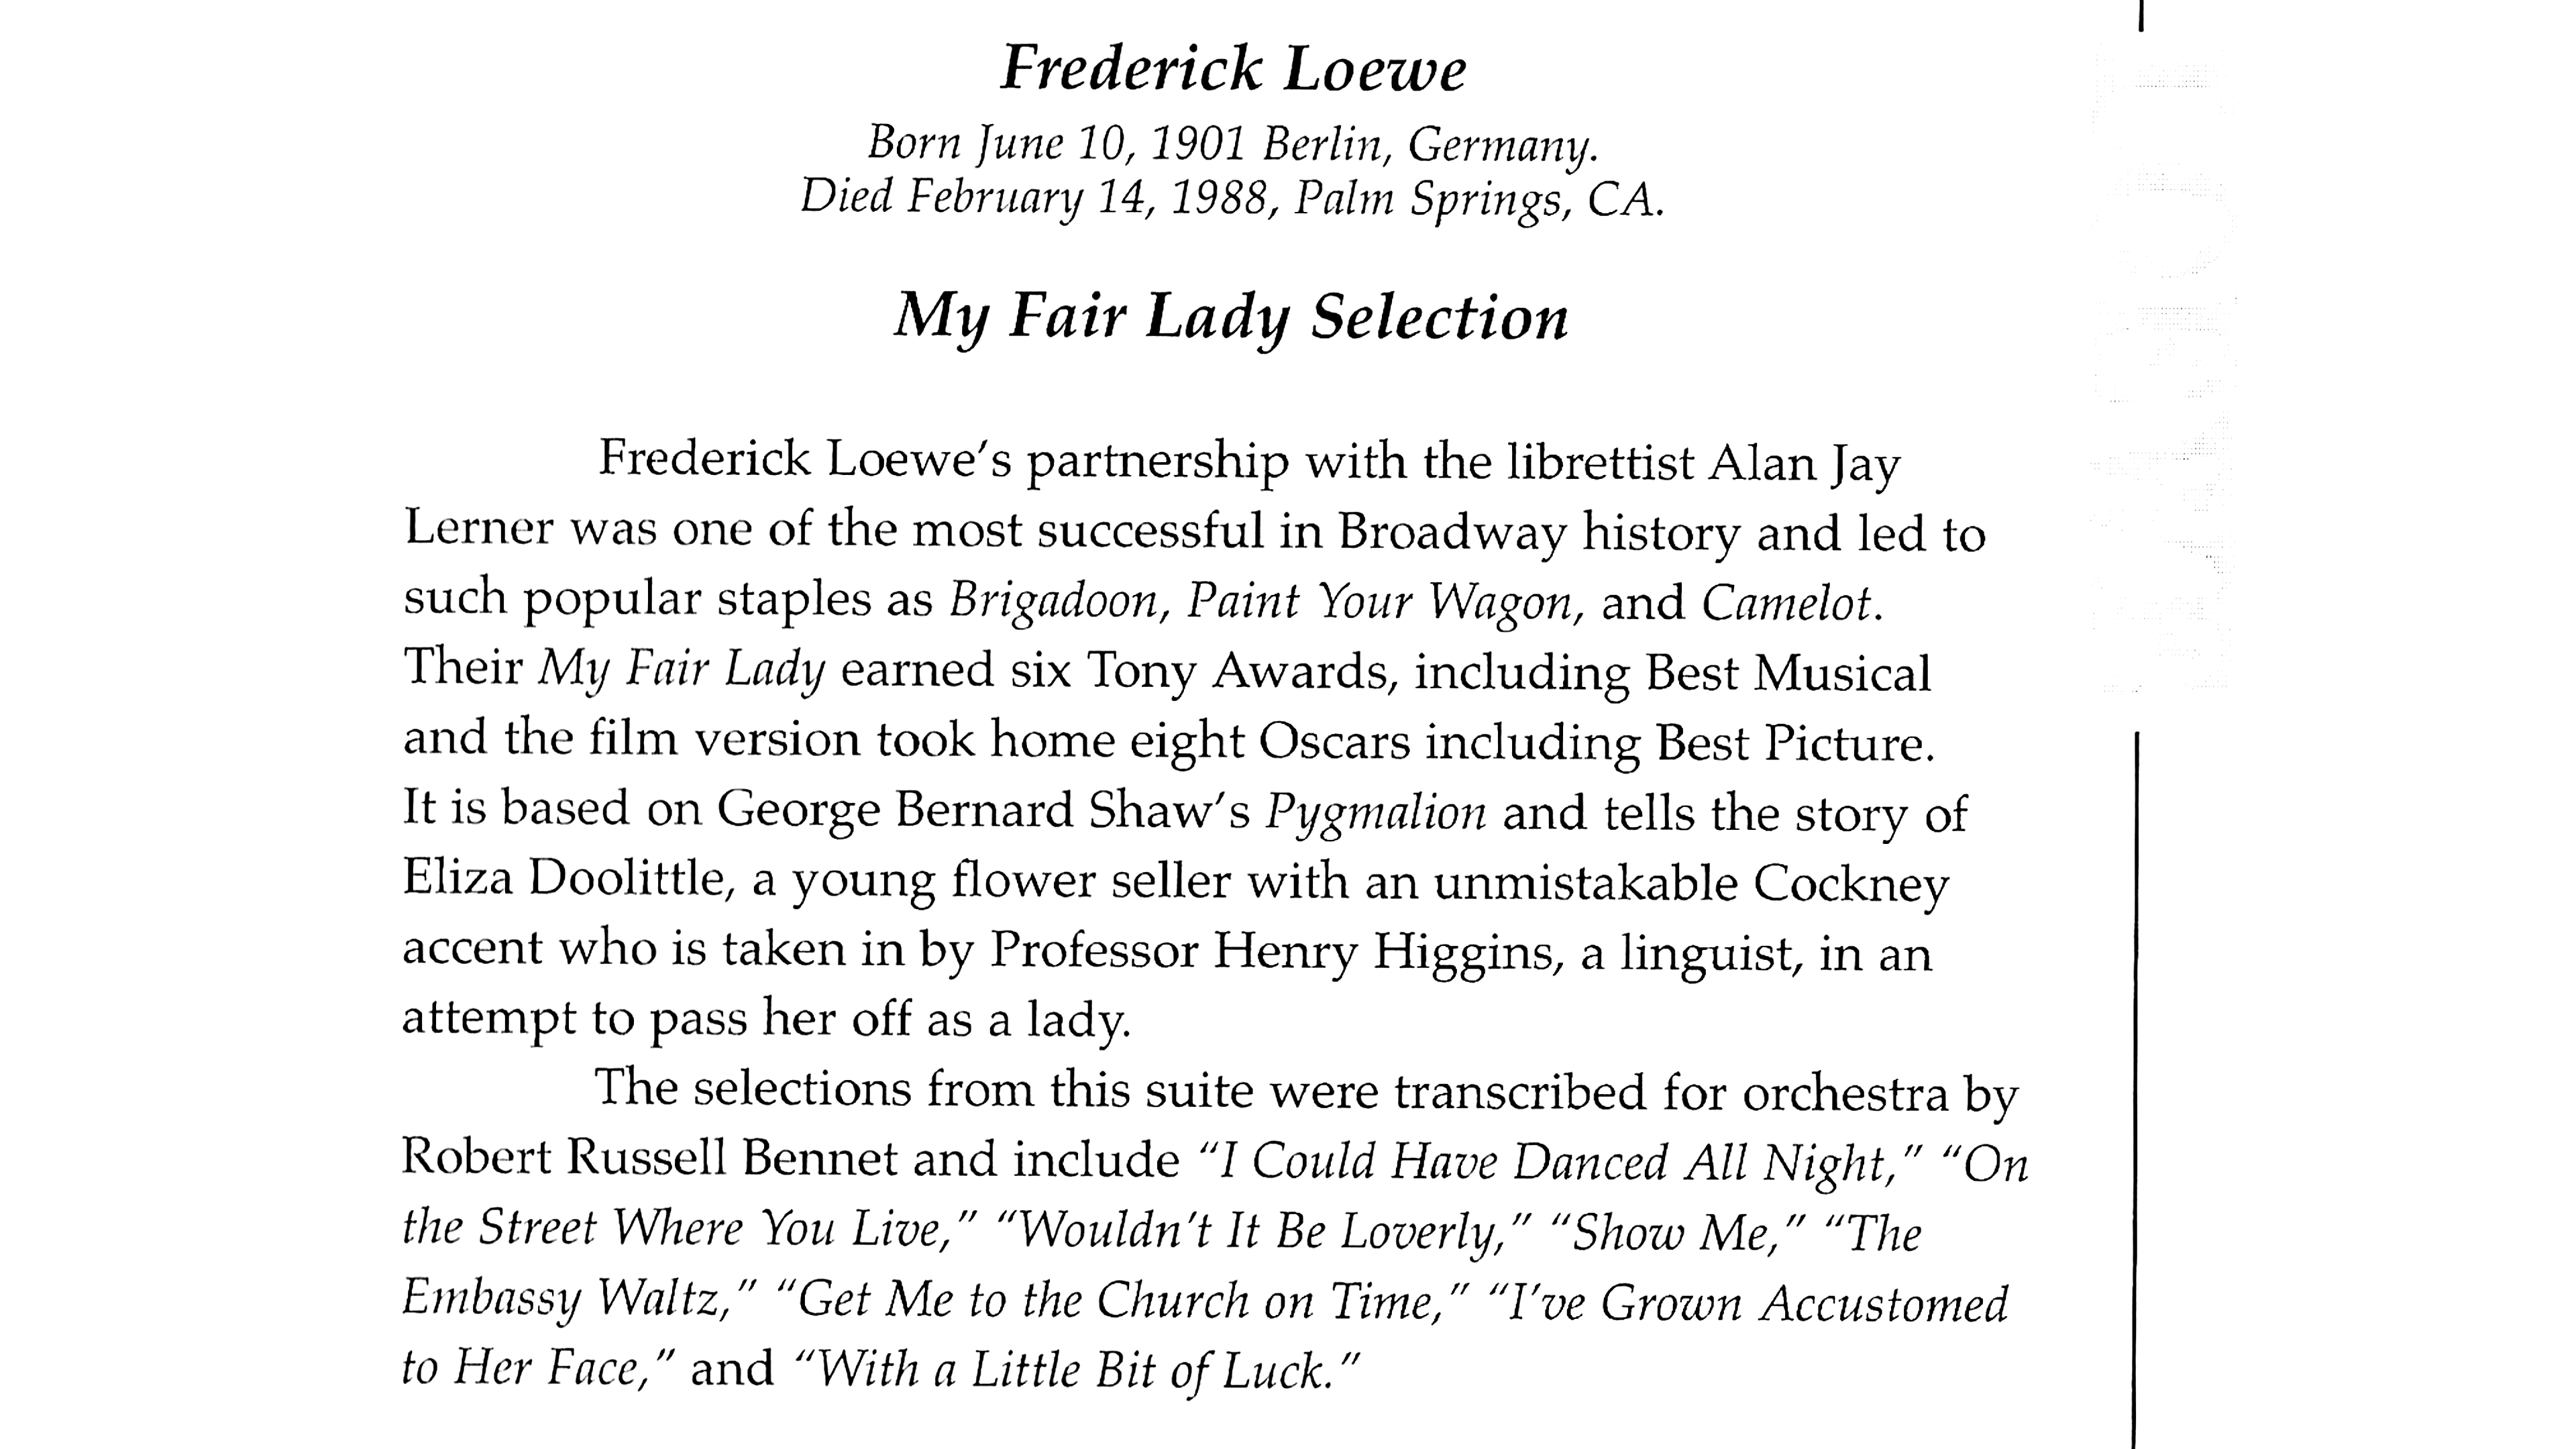 Frederick Loewe
Born June 10, 1901 Berlin, Germany.
Died February 14, 1988, Palm Springs, CA.
My Fair Lady Selection
Frederick Loewe's partnership with the librettist Alan Jay
Lerner was one of the most successful in Broadway history and led to
such popular staples as Brigadoon, Paint Your Wagon, and Camelot.
Their My Fair Lady earned six Tony Awards, including Best Musical
and the film version took home eight Oscars including Best Picture.
It is based on George Bernard Shaw's Pygmalion and tells the story of
Eliza Doolittle, a young flower seller with an unmistakable Cockney
accent who is taken in by Professor Henry Higgins, a linguist, in an
attempt to pass her off as a lady.
The selections from this suite were transcribed for orchestra by
Robert Russell Bennet and include “I Could Have Danced All Night,” “On
the Street Where You Live,” “Wouldn't It Be Loverly,” “Show Me,” “The
Embassy Waltz,” “Get Me to the Church on Time,” “I've Grown Accustomed
to Her Face,” and “With a Little Bit of Luck.”